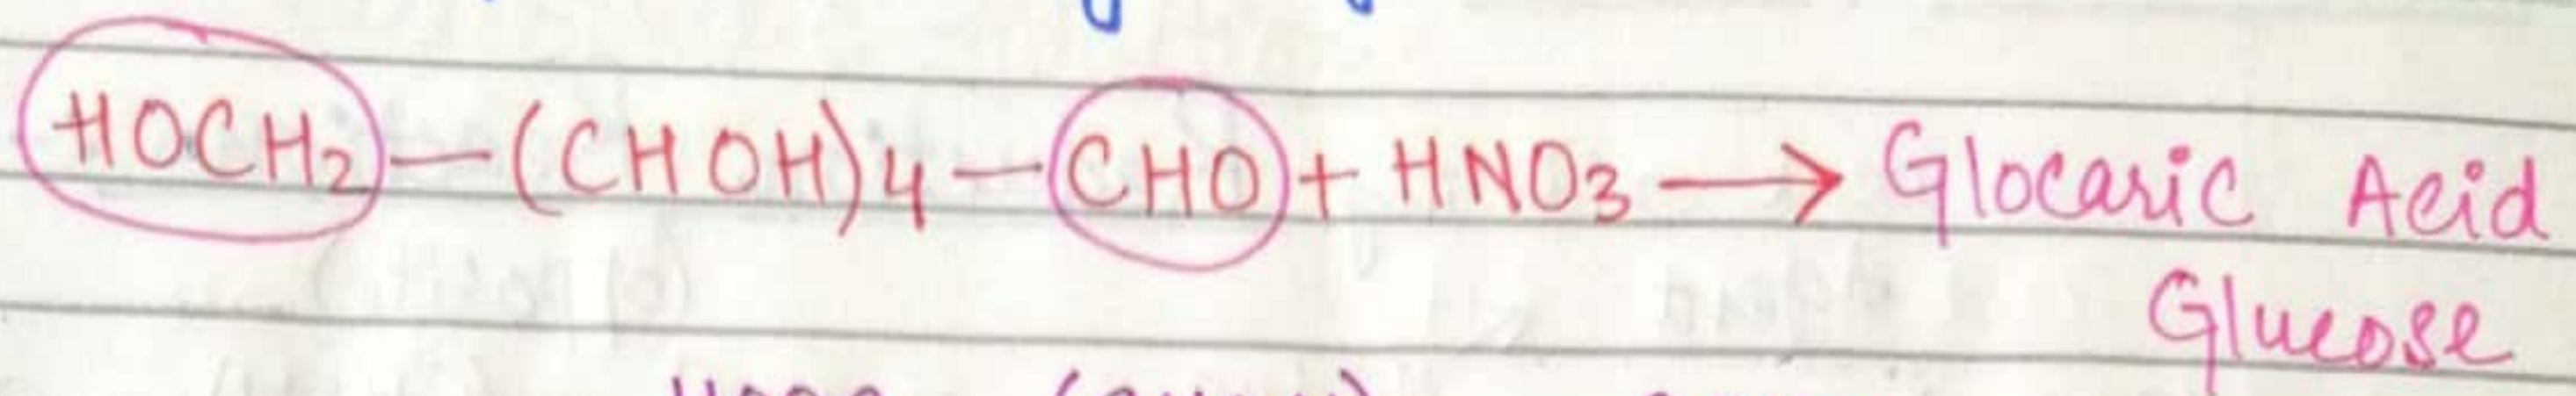 HOCH₂—(CHOH)4—CHO + HNO₃ ⟶ Glocaric Acid
Glucose